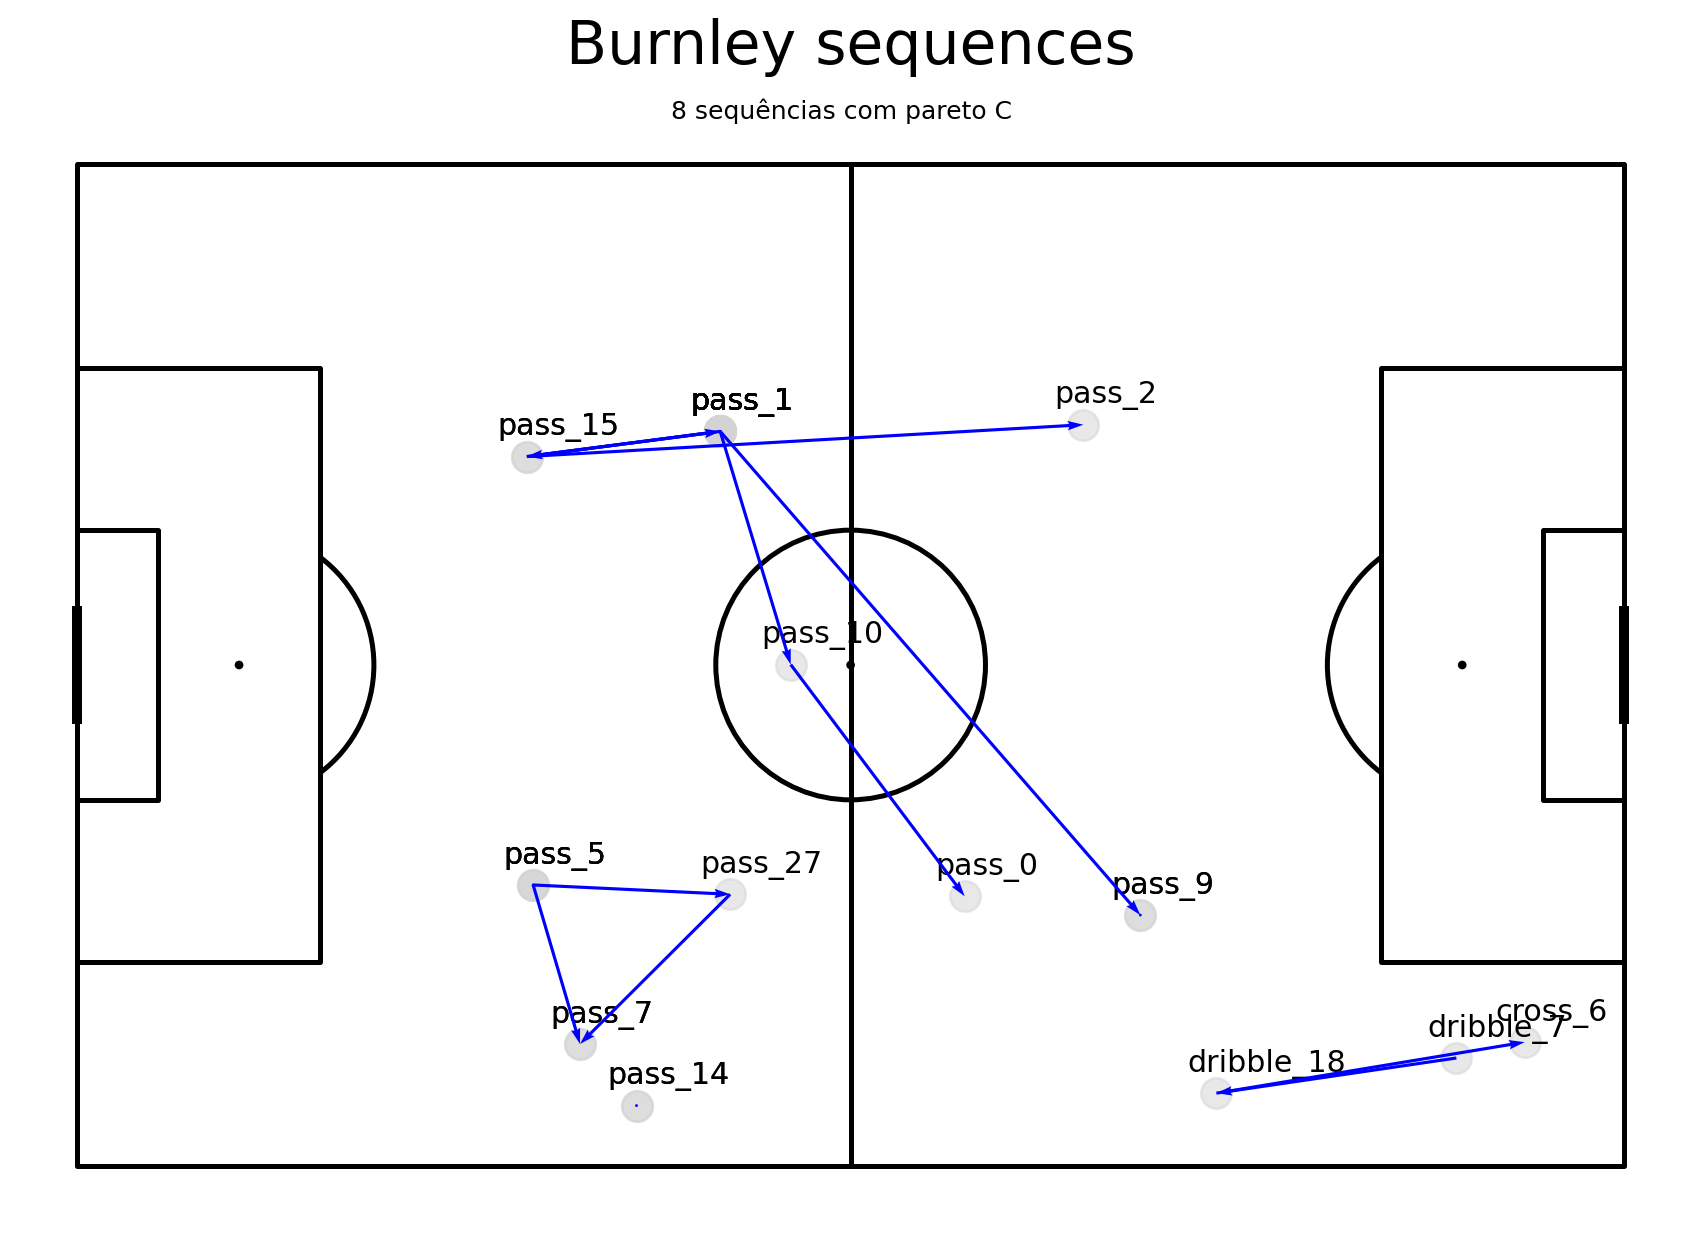 Burnley sequences
8 sequências com pareto C
pass_2
pass_1
pass_15
pass_10
pass_5
pass_27
pass_0
pass_9
pass_7
cross_6
dribble_7
dribble_18
pass_14